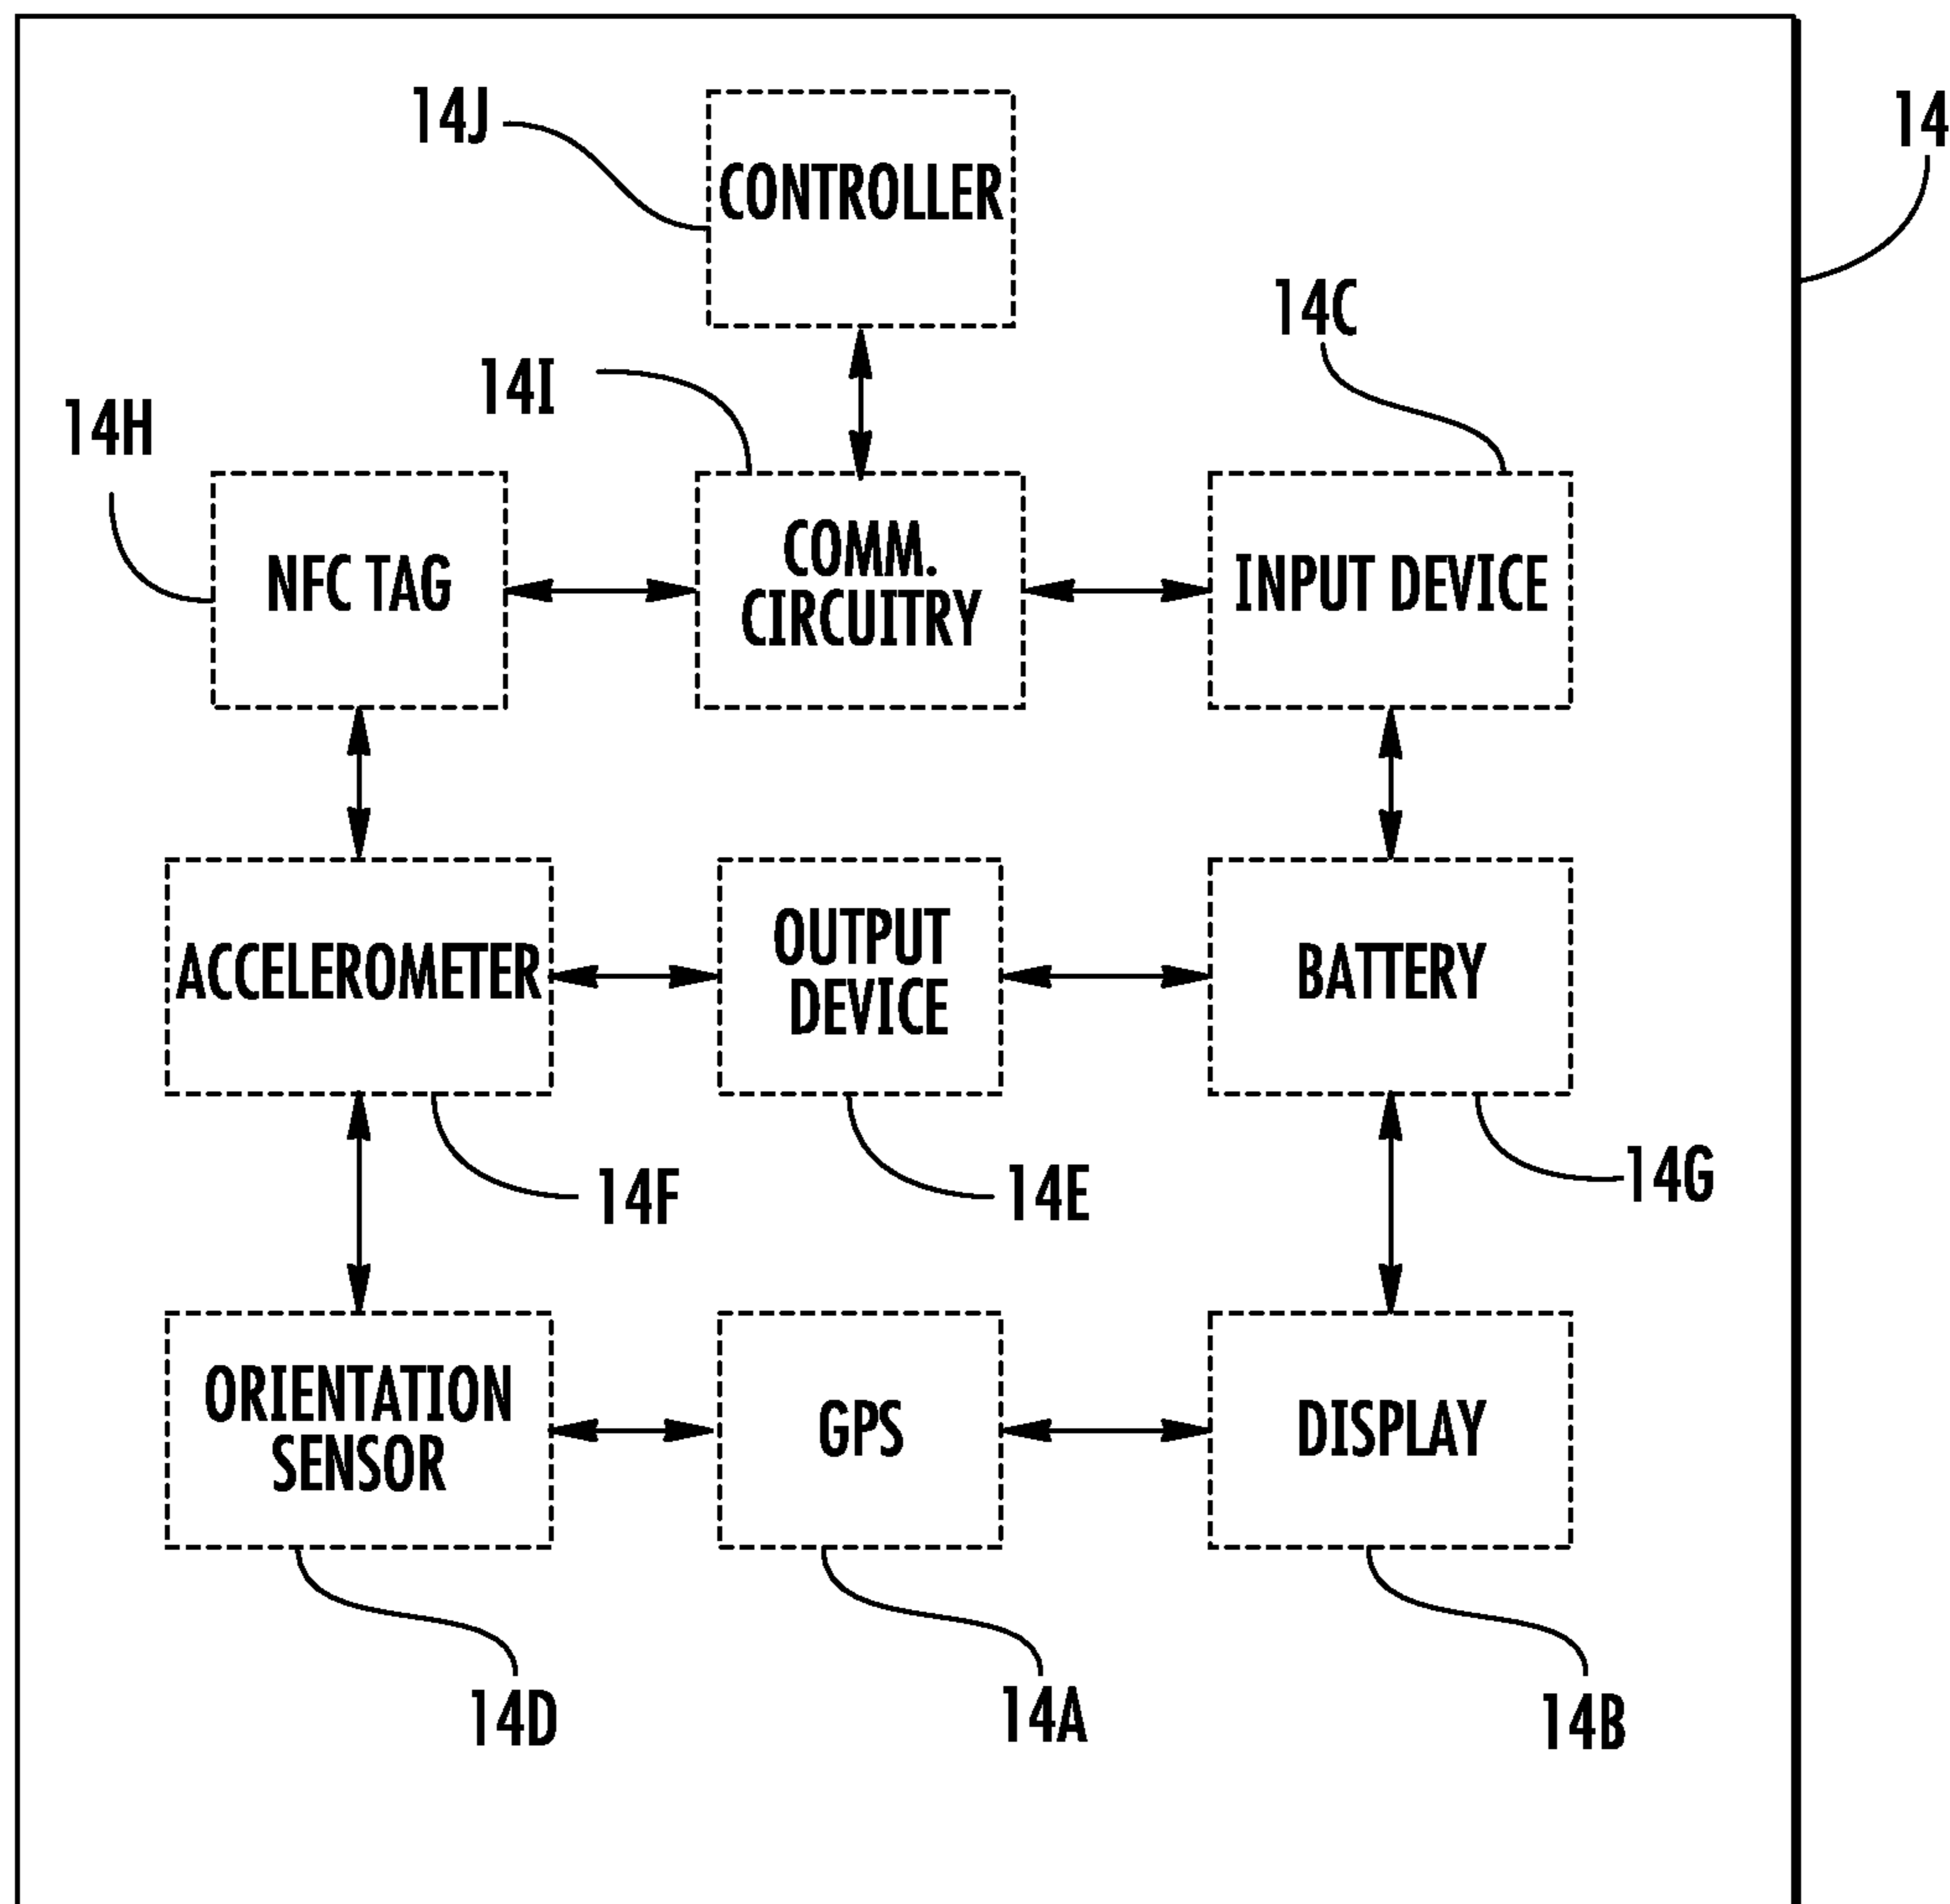 14J
CONTROLLER
14
14C
14I
14H
NFC TAG
COMM.
CIRCUITRY
INPUT DEVICE
ACCELEROMETER
OUTPUT
DEVICE
BATTERY
14F
14E
14G
ORIENTATION
SENSOR
GPS
DISPLAY
14D
14A
14B